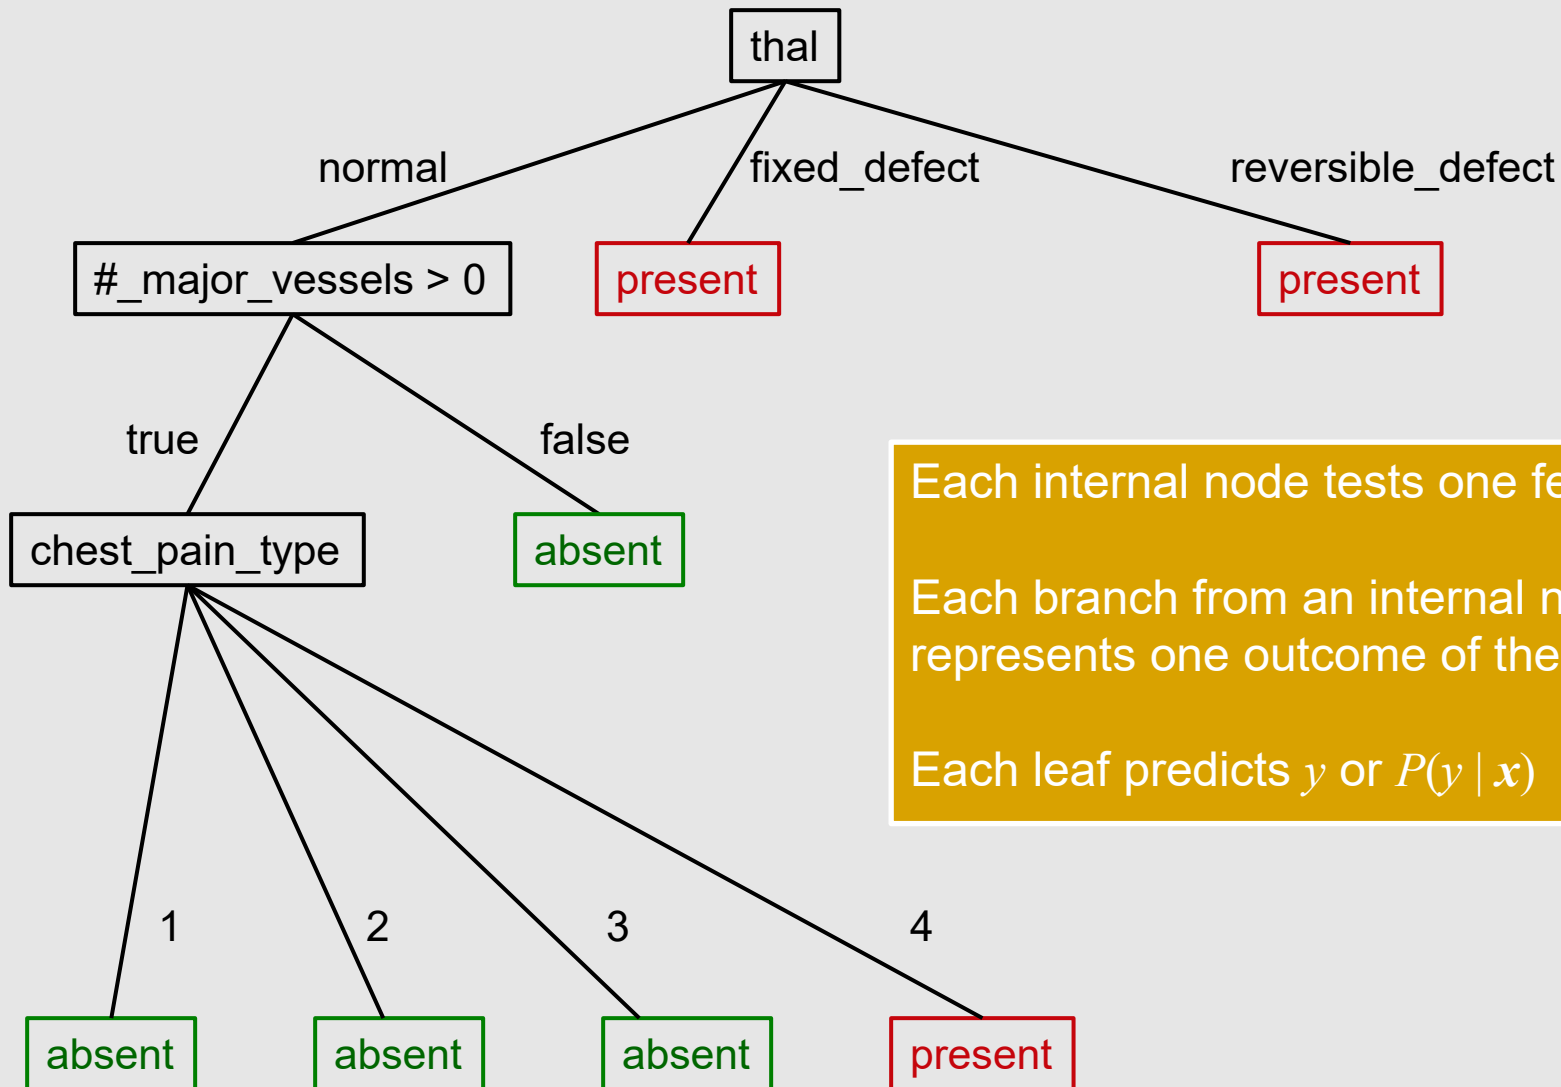 thal
normal
fixed_defect
reversible_defect
#_major_vessels > 0
present
present
true
false
chest_pain_type
absent
Each internal node tests one fe
Each branch from an internal n
represents one outcome of the
Each leaf predicts y or P(y | x)
1
2
3
4
absent
absent
absent
present